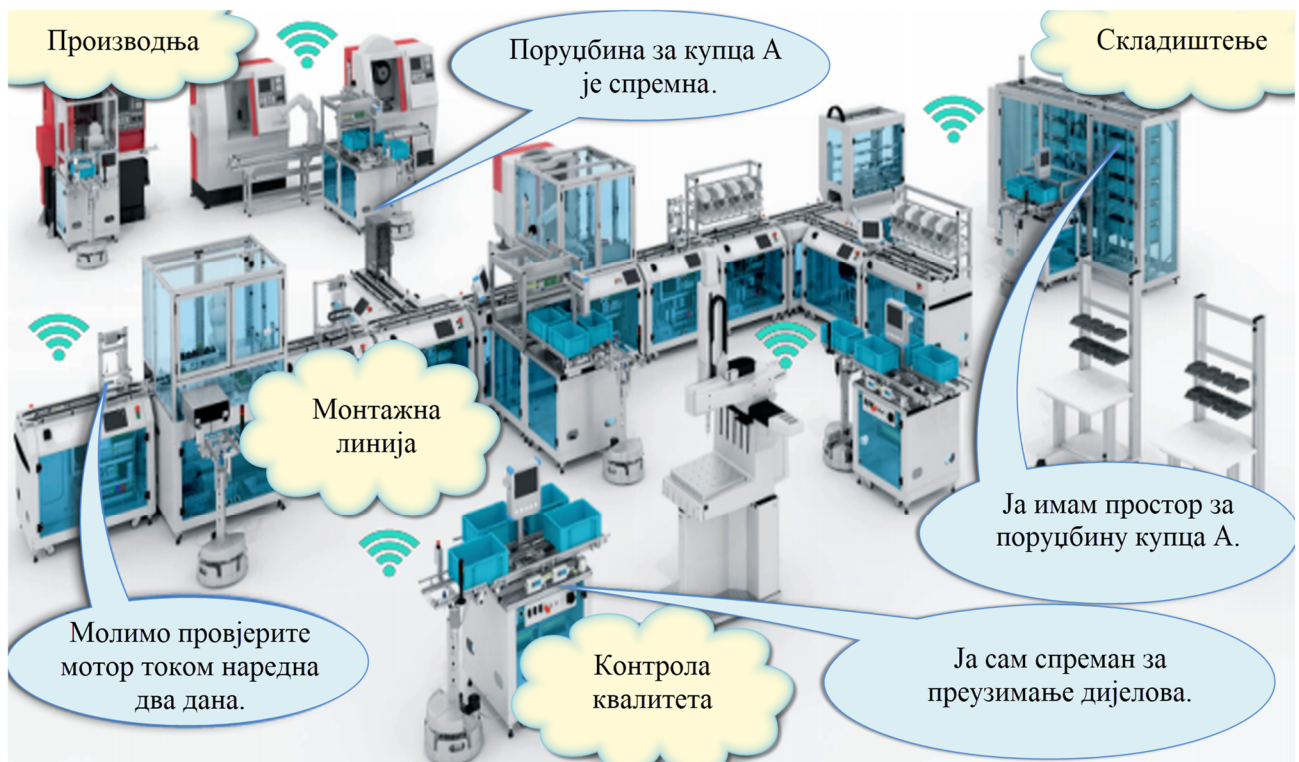 Производња
Поруџбина за купца А
је спремна.
Складиштење
Монтажна
линија
Ја имам простор за
поруџбину купца А.
Молимо провјерите
мотор током наредна
два дана.
Контрола
квалитета
Ја сам спреман за
преузимање дијелова.